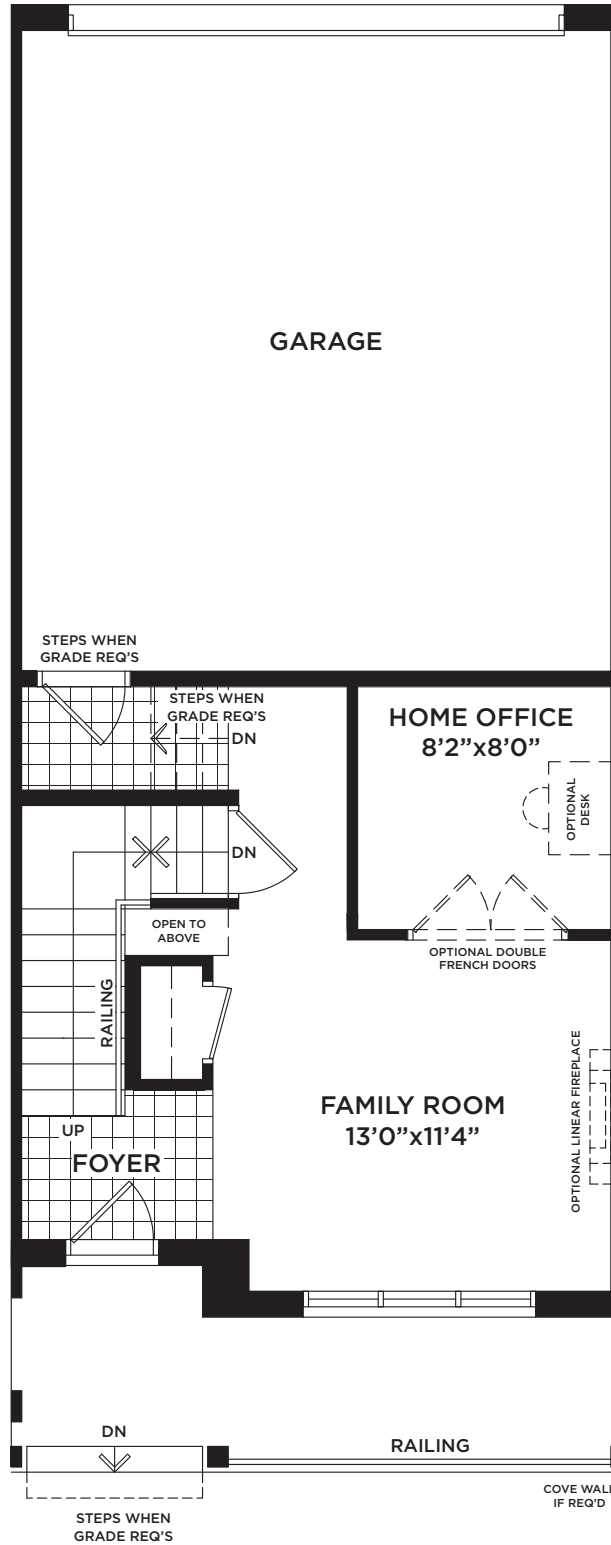 GARAGE
STEPS WHEN
GRADE REQ'S
STEPS WHEN
GRADE REQ'S
DN
HOME OFFICE
8'2”x8'0”
OPTIONAL
DESK
DN
OPEN TO
ABOVE
OPTIONAL DOUBLE
FRENCH DOORS
RAILING
OPTIONAL LINEAR FIREPLACE
FAMILY ROOM
13'0”x11'4”
UP
FOYER
DN
RAILING
STEPS WHEN
GRADE REQ'S
COVE WALL
IF REQ'D